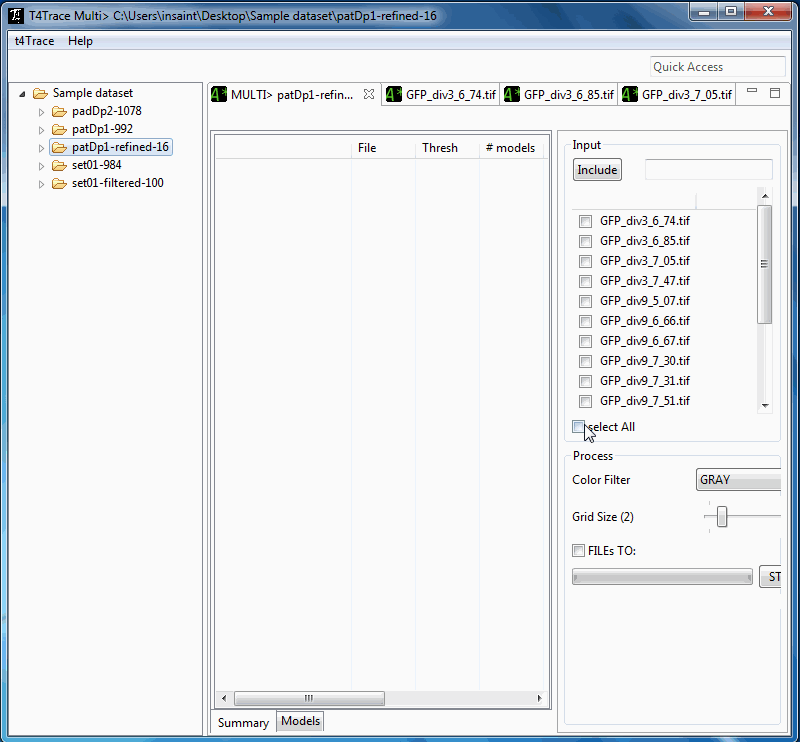 T4Trace Multi> C:\Users\insaint\Desktop\Sample dataset\patDp1-refined-16
t4Trace Help
Quick Access
Sample dataset
padDp2-1078
patDp1-992
patDp1-refined-16
set01-984
set01-filtered-100
MULTI> patDp1-refin... GFP_div3_6_74.tif GFP_div3_6_85.tif GFP_div3_7_05.tif
File Thresh # models
Summary Models
Input
Include
GFP_div3_6_74.tif
GFP_div3_6_85.tif
GFP_div3_7_05.tif
GFP_div3_7_47.tif
GFP_div9_5_07.tif
GFP_div9_6_66.tif
GFP_div9_6_67.tif
GFP_div9_7_30.tif
GFP_div9_7_31.tif
GFP_div9_7_51.tif
select All
Process
Color Filter GRAY
Grid Size (2)
FILEs TO:
ST